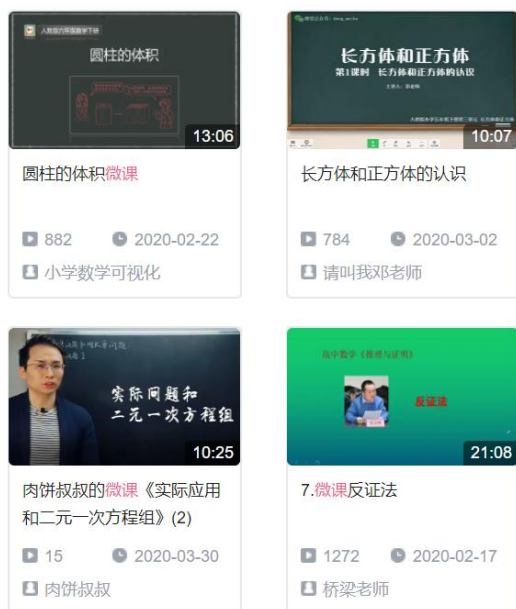 人教版六年级数学下册
圆柱的体积
13:06
圆柱的体积微课
882 2020-02-22
小学数学可视化
长方体和正方体
第1课时 长方体和正方体的认识
10:07
长方体和正方体的认识
784 2020-03-02
请叫我邓老师
实际问题和
二元一次方程组
10:25
肉饼叔叔的微课《实际应用
和二元一次方程组》(2)
15 2020-03-30
肉饼叔叔
高中数学《推理与证明》
反证法
21:08
7.微课反证法
1272 2020-02-17
桥梁老师